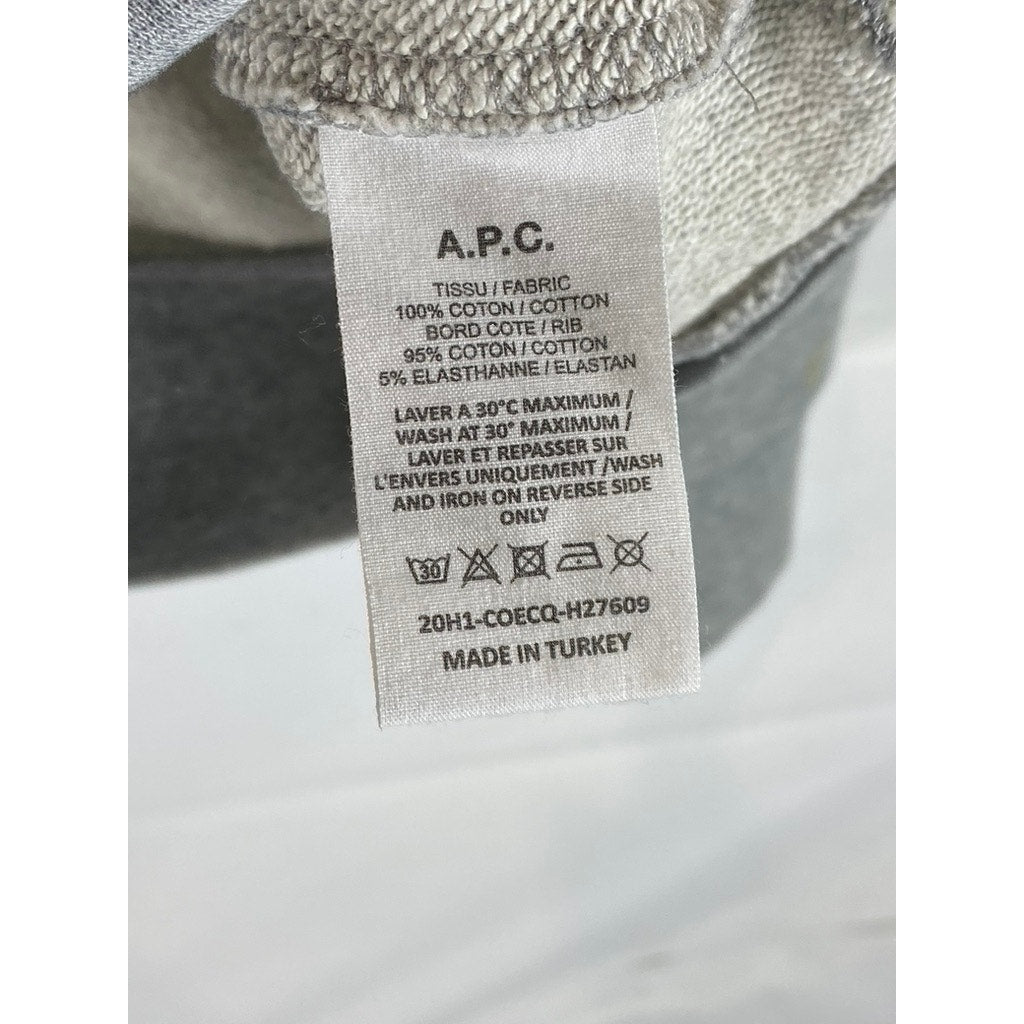 A.P.C.
TISSU / FABRIC
100% COTON / COTTON
BORD COTE / RIB
95% COTON / COTTON
5% ELASTHANNE / ELASTAN
LAVER A 30°C MAXIMUM /
WASH AT 30° MAXIMUM /
LAVER ET REPASSER SUR
L'ENVERS UNIQUEMENT /WASH
AND IRON ON REVERSE SIDE
ONLY
30
20H1-COECQ-H27609
MADE IN TURKEY